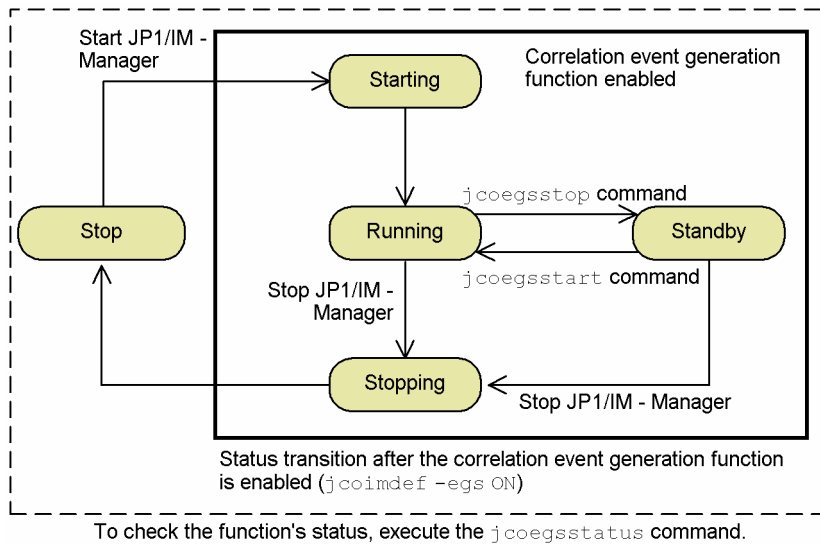 Start JP1/IM -
Manager
Correlation event generation
function enabled
Starting
jcoegsstop command
Stop
Running
Standby
jcoegsstart command
Stop JP1/IM -
Manager
Stopping
Stop JP1/IM - Manager
Status transition after the correlation event generation function
is enabled (jcoimdef -egs ON)
To check the function's status, execute the jcoegsstatus command.